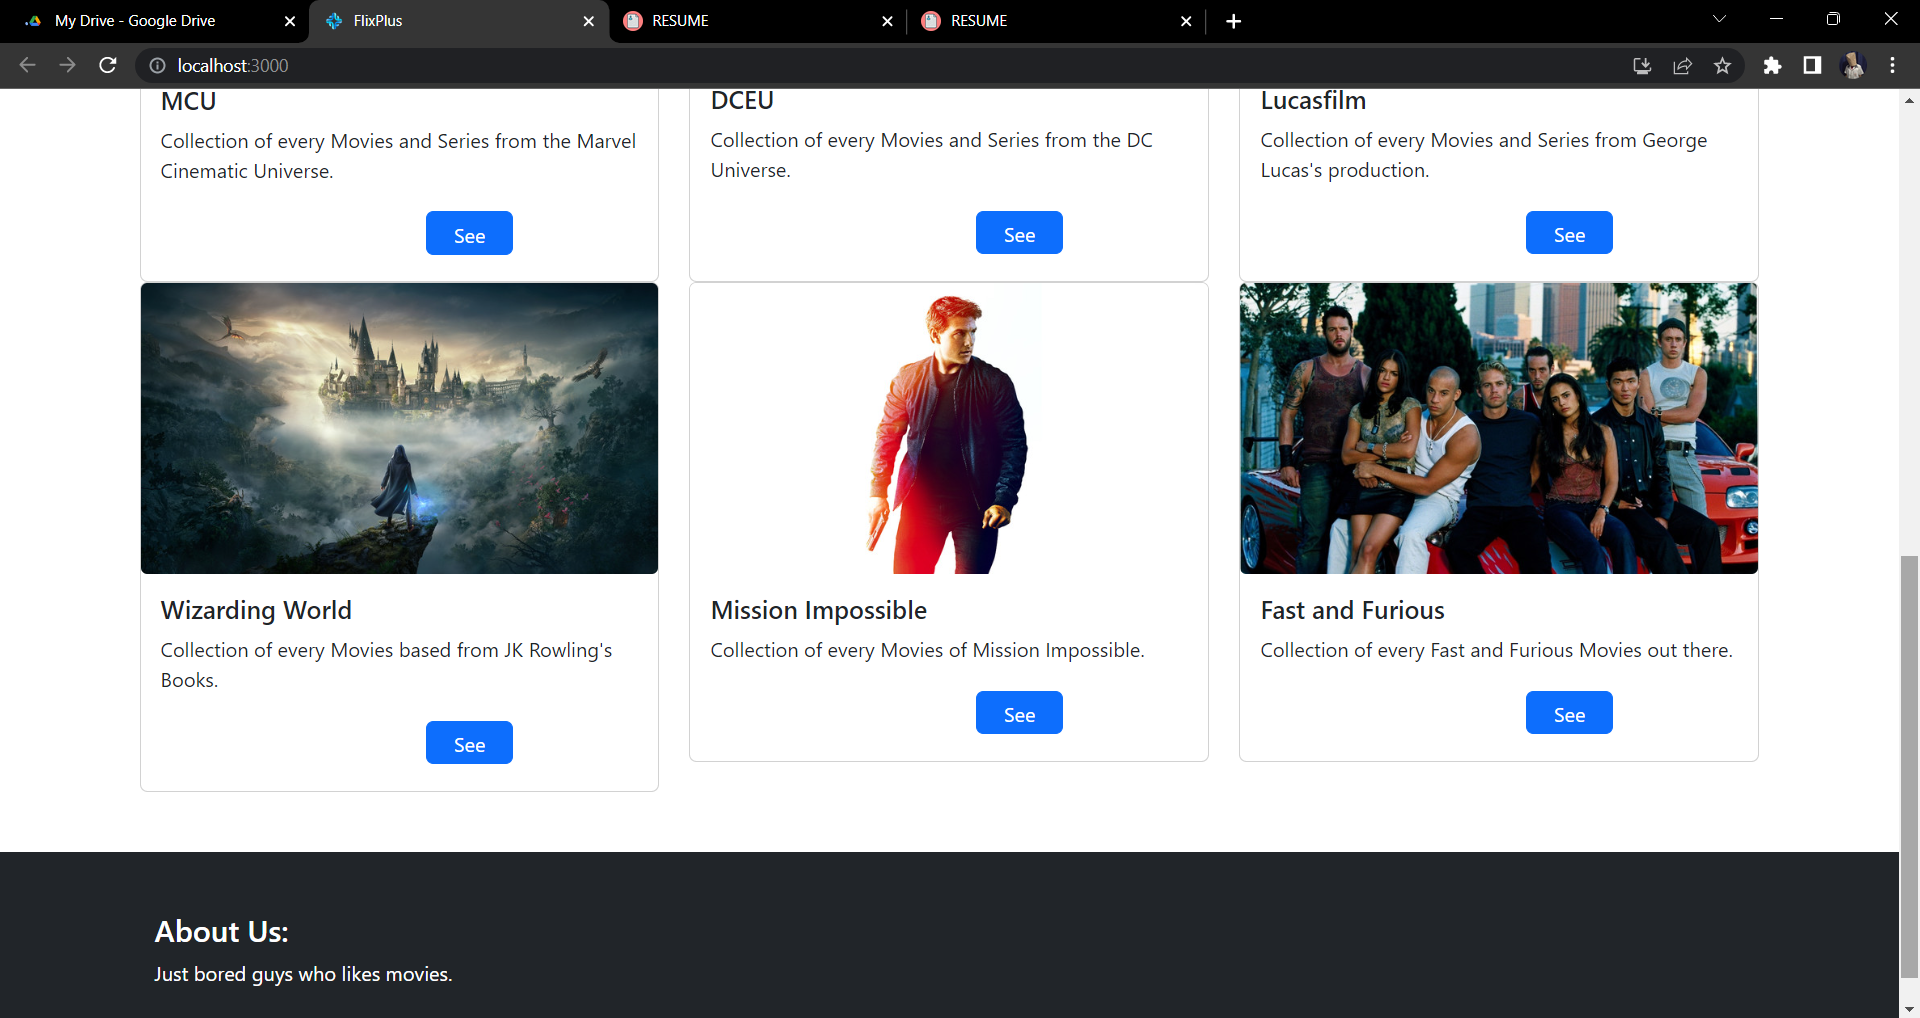 My Drive - Google Drive
FlixPlus
RESUME
RESUME
localhost:3000
MCU
Collection of every Movies and Series from the Marvel
Cinematic Universe.
See
DCEU
Collection of every Movies and Series from the DC
Universe.
See
Lucasfilm
Collection of every Movies and Series from George
Lucas's production.
See
Wizarding World
Collection of every Movies based from JK Rowling's
Books.
See
Mission Impossible
Collection of every Movies of Mission Impossible.
See
Fast and Furious
Collection of every Fast and Furious Movies out there.
See
About Us:
Just bored guys who likes movies.